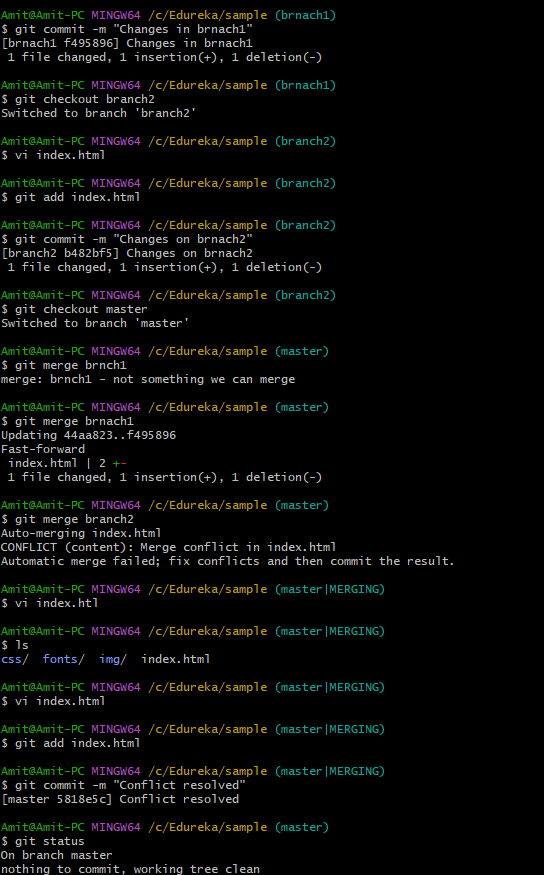 Amit@Amit-PC MINGW64 /c/Edureka/sample (brnach1)
$ git commit -m "Changes in brnach1"
[brnach1 f495896] Changes in brnach1
 1 file changed, 1 insertion(+), 1 deletion(-)
Amit@Amit-PC MINGW64 /c/Edureka/sample (brnach1)
$ git checkout branch2
Switched to branch 'branch2'
Amit@Amit-PC MINGW64 /c/Edureka/sample (branch2)
$ vi index.html
Amit@Amit-PC MINGW64 /c/Edureka/sample (branch2)
$ git add index.html
Amit@Amit-PC MINGW64 /c/Edureka/sample (branch2)
$ git commit -m "Changes on brnach2"
[branch2 b482bf5] Changes on brnach2
 1 file changed, 1 insertion(+), 1 deletion(-)
Amit@Amit-PC MINGW64 /c/Edureka/sample (branch2)
$ git checkout master
Switched to branch 'master'
Amit@Amit-PC MINGW64 /c/Edureka/sample (master)
$ git merge brnch1
merge: brnch1 - not something we can merge
Amit@Amit-PC MINGW64 /c/Edureka/sample (master)
$ git merge brnach1
Updating 44aa823..f495896
Fast-forward
 index.html | 2 +-
 1 file changed, 1 insertion(+), 1 deletion(-)
Amit@Amit-PC MINGW64 /c/Edureka/sample (master)
$ git merge branch2
Auto-merging index.html
CONFLICT (content): Merge conflict in index.html
Automatic merge failed; fix conflicts and then commit the result.
Amit@Amit-PC MINGW64 /c/Edureka/sample (master|MERGING)
$ vi index.htl
Amit@Amit-PC MINGW64 /c/Edureka/sample (master|MERGING)
$ ls
css/  fonts/  img/  index.html
Amit@Amit-PC MINGW64 /c/Edureka/sample (master|MERGING)
$ vi index.html
Amit@Amit-PC MINGW64 /c/Edureka/sample (master|MERGING)
$ git add index.html
Amit@Amit-PC MINGW64 /c/Edureka/sample (master|MERGING)
$ git commit -m "Conflict resolved"
[master 5818e5c] Conflict resolved
Amit@Amit-PC MINGW64 /c/Edureka/sample (master)
$ git status
On branch master
nothing to commit, working tree clean